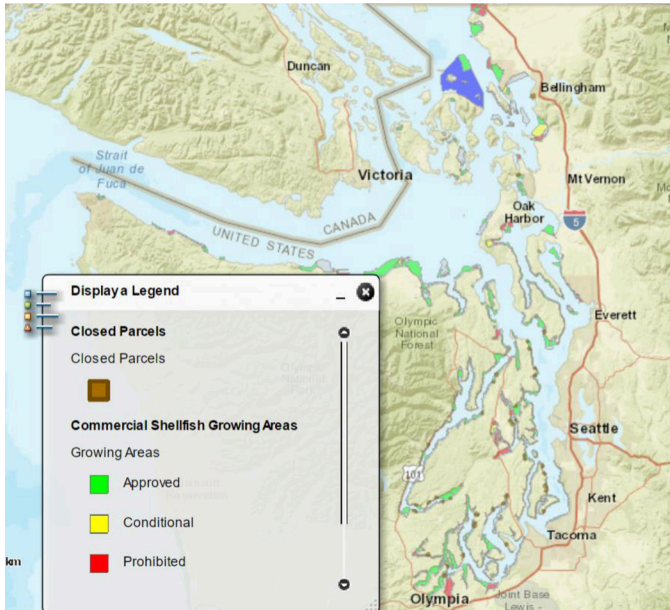 Duncan
Bellingham
Strait
of Juan de
Fuca
Victoria
Mt Vernon
Oak
Harbor
CANADA
UNITED STATES
5
Display a Legend
Everett
Closed Parcels
Closed Parcels
Olympic
National
Forest
Commercial Shellfish Growing Areas
Growing Areas
Seattle
101
Approved
Kent
Conditional
Tacoma
Prohibited
km
Olympia
Joint Base
Lewis -